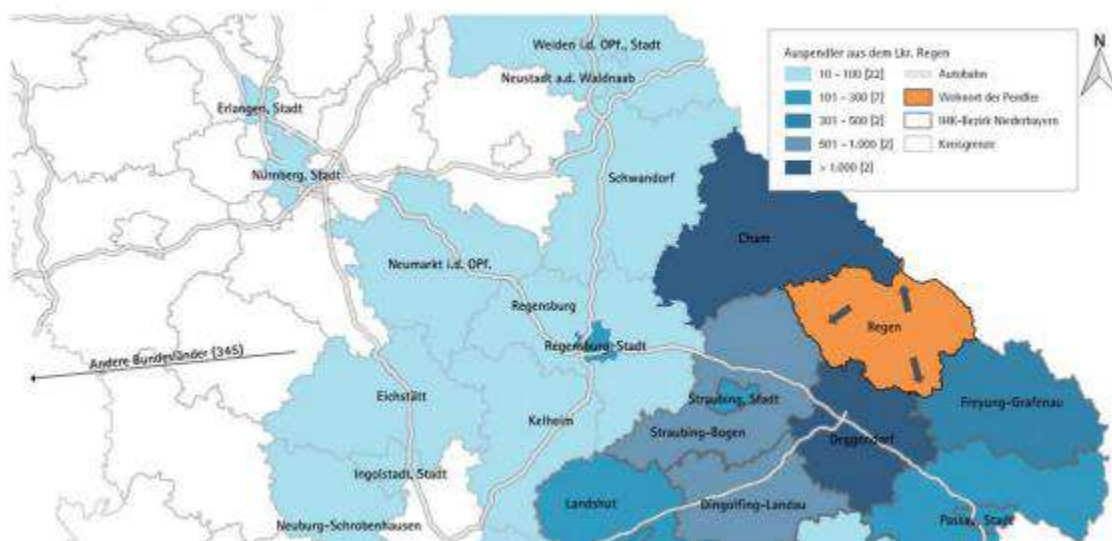 Auspendler aus dem Lkr. Regen
10 – 100 [22]
101 – 300 [7]
301 – 500 [2]
501 – 1.000 [2]
> 1.000 [2]
Autobahn
Wohnort der Pendler
IHK-Bezirk Niederbayern
Kreisgrenze
N
Weiden i.d. OPf., Stadt
Neustadt a.d. Waldnaab
Erlangen, Stadt
Nürnberg, Stadt
Schwandorf
Cham
Neumarkt i.d. OPf.
Regensburg
Regen
Regensburg, Stadt
Andere Bundesländer (345)
Eichstätt
Straubing, Stadt
Freyung-Grafenau
Kelheim
Straubing-Bogen
Deggendorf
Ingolstadt, Stadt
Landshut
Dingolfing-Landau
Passau, Stadt
Neuburg-Schrobenhausen